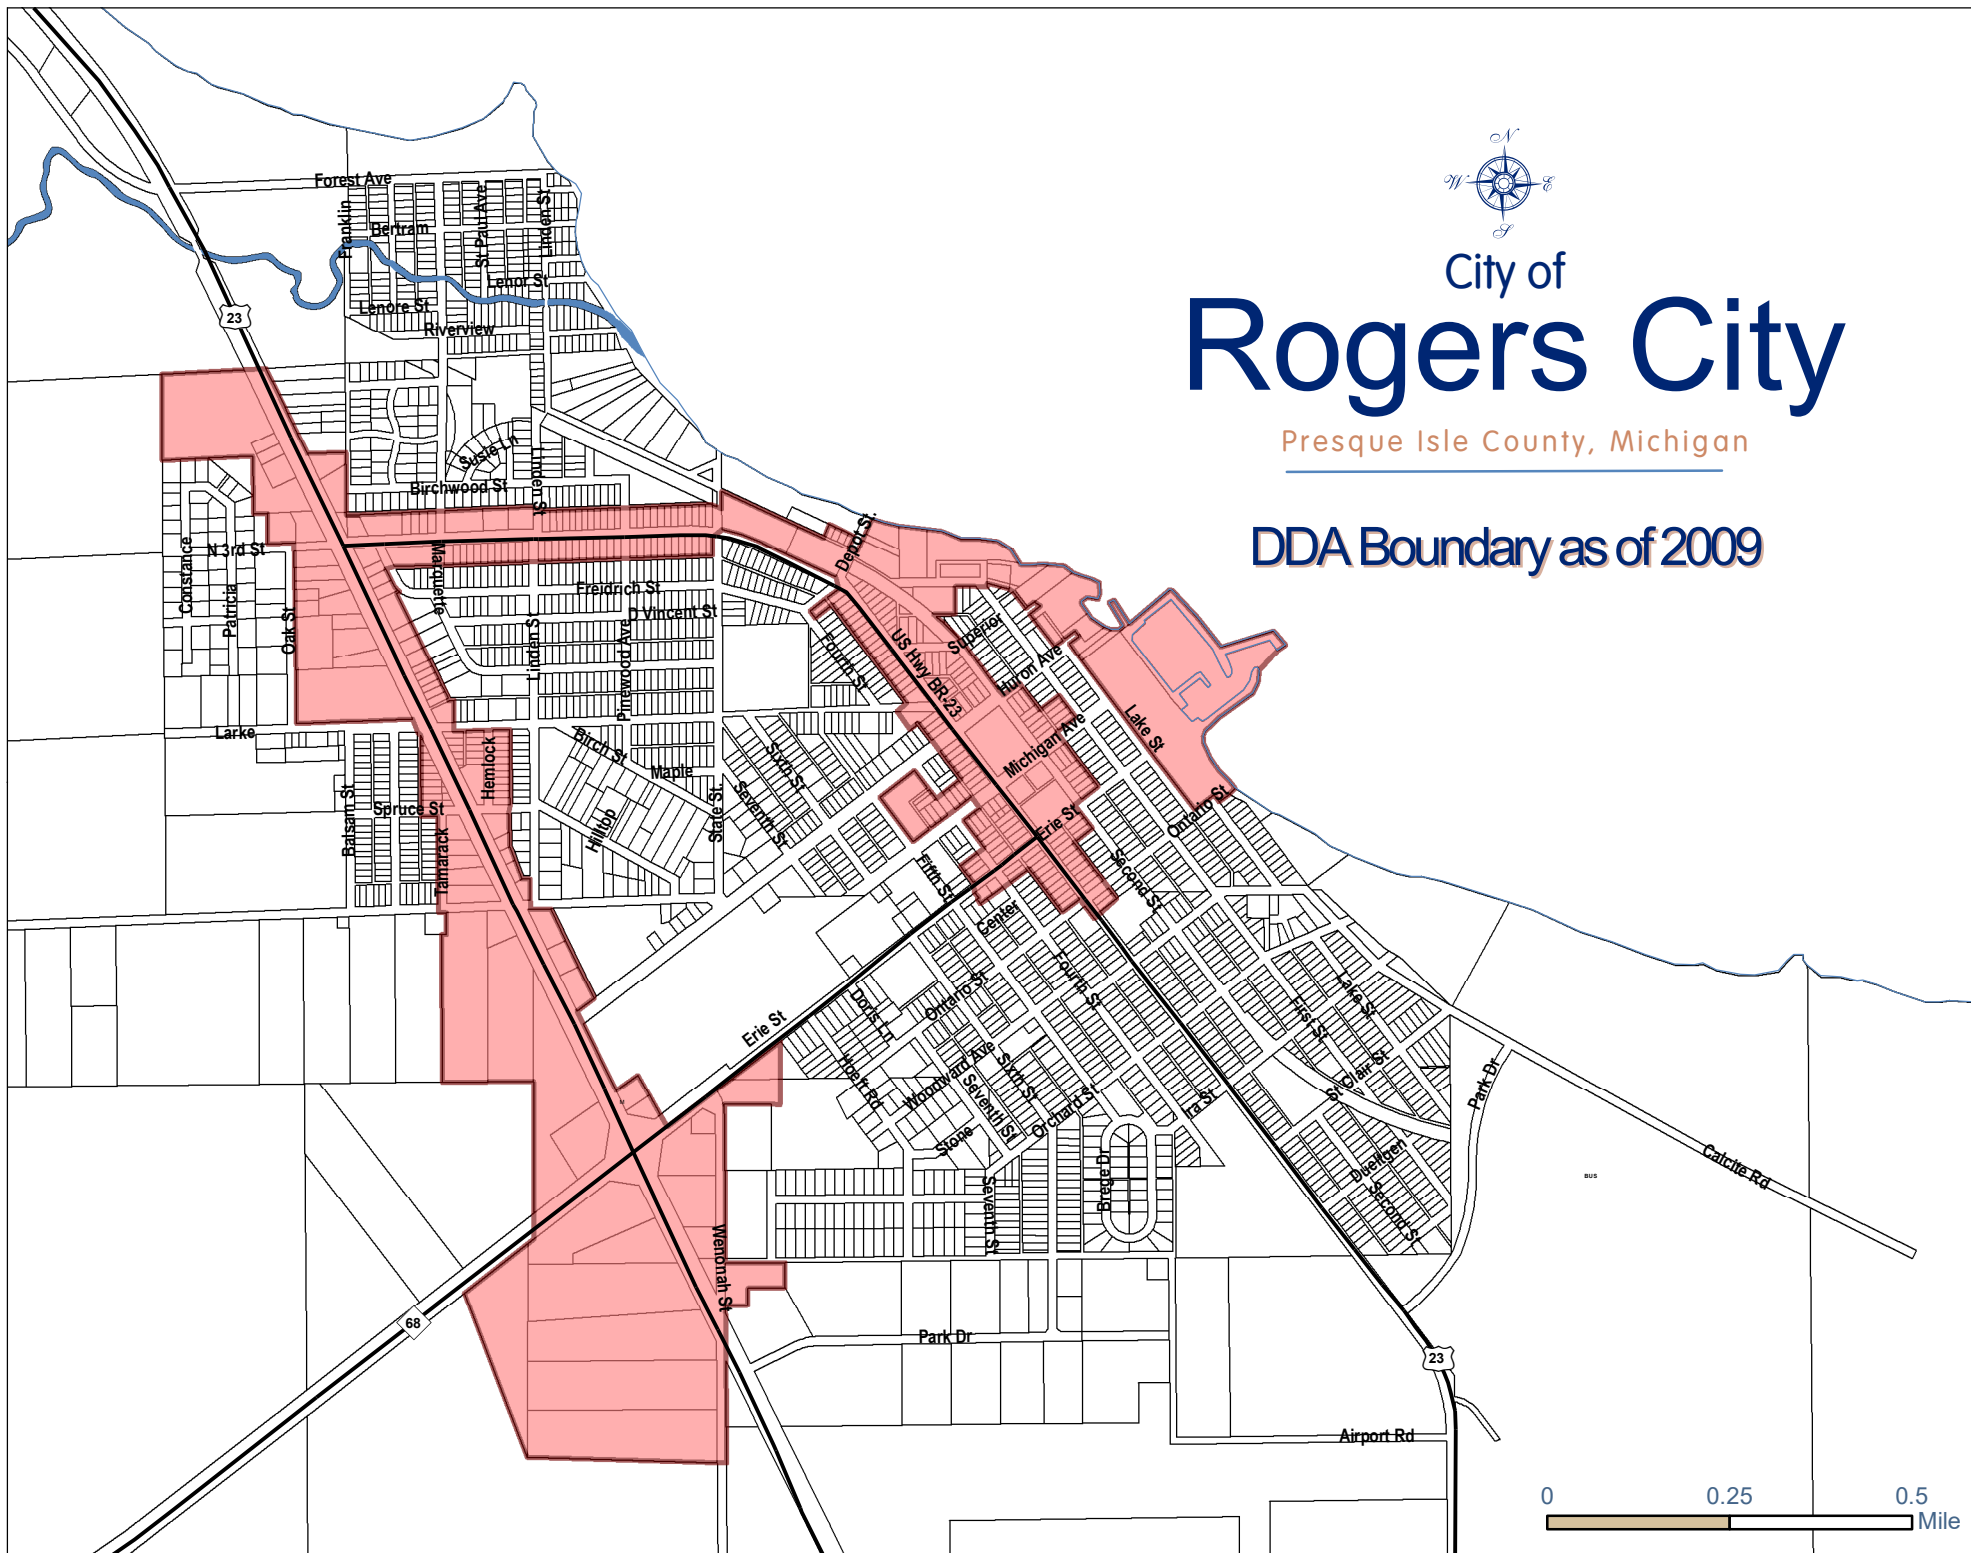 N
W
E
S
City of
Rogers City
Presque Isle County, Michigan
DDA Boundary as of 2009
Forest Ave
Franklin
Bertram
St Paul Ave
Linden St
Lenor St
Lenore St
Riverview
23
Susie Ln
Linden St
Birchwood St
Depot St.
N 3rd St
Constance
Patricia
Oak St
Marquette
Freidrich St
D Vincent St
Linden St
Pinewood Ave
Fourth St
US Hwy BR-23
Superior
Huron Ave
Michigan Ave
Lake St
Larke
Hemlock
Birch St
Maple
Sixth St
Seventh St
State St.
Balsam St
Spruce St
Tamarack
Hilltop
Erie St
Ontario St
Second St
Fifth St
Center
Fourth St
Ontario St
Doris Ln
Erie St
Lake St
First St
St Clair St
Hoeft Rd
Woodward Ave
Sixth St
Seventh St
Orchard St
ra St
Park Dr
Stone
Brege Dr
Seventh St
Duettgen
Second St
Calcite Rd
BUS
M
Wenonah St
68
Park Dr
23
Airport Rd
0
0.25
0.5
Mile